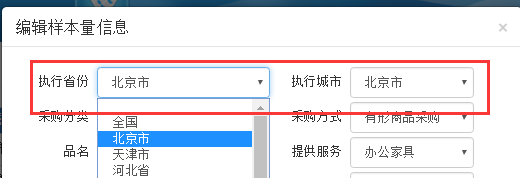 编辑样本量信息 ×
执行省份 北京市 执行城市 北京市
采购分类 采购方式 有形商品采购
全国
北京市
品名 天津市 提供服务 办公家具
河北省